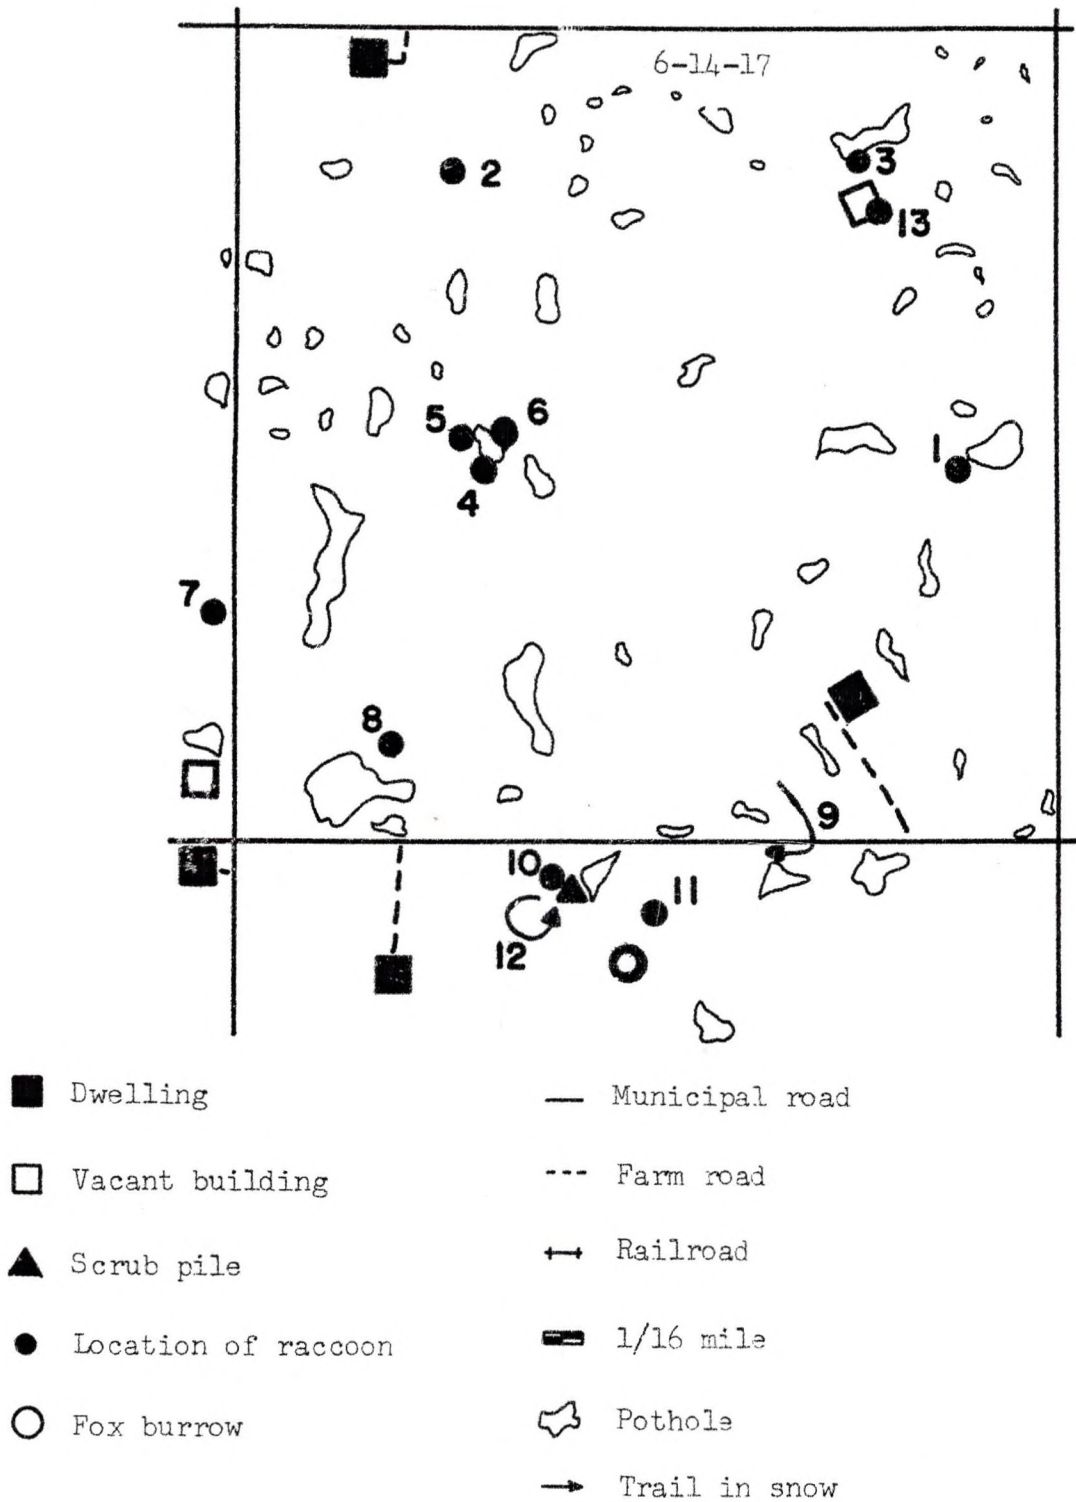 6-14-17
2
3
13
5
6
4
1
7
8
9
10
11
12
Dwelling
Municipal road
Vacant building
Farm road
Scrub pile
Railroad
Location of raccoon
1/16 mile
Fox burrow
Pothole
Trail in snow